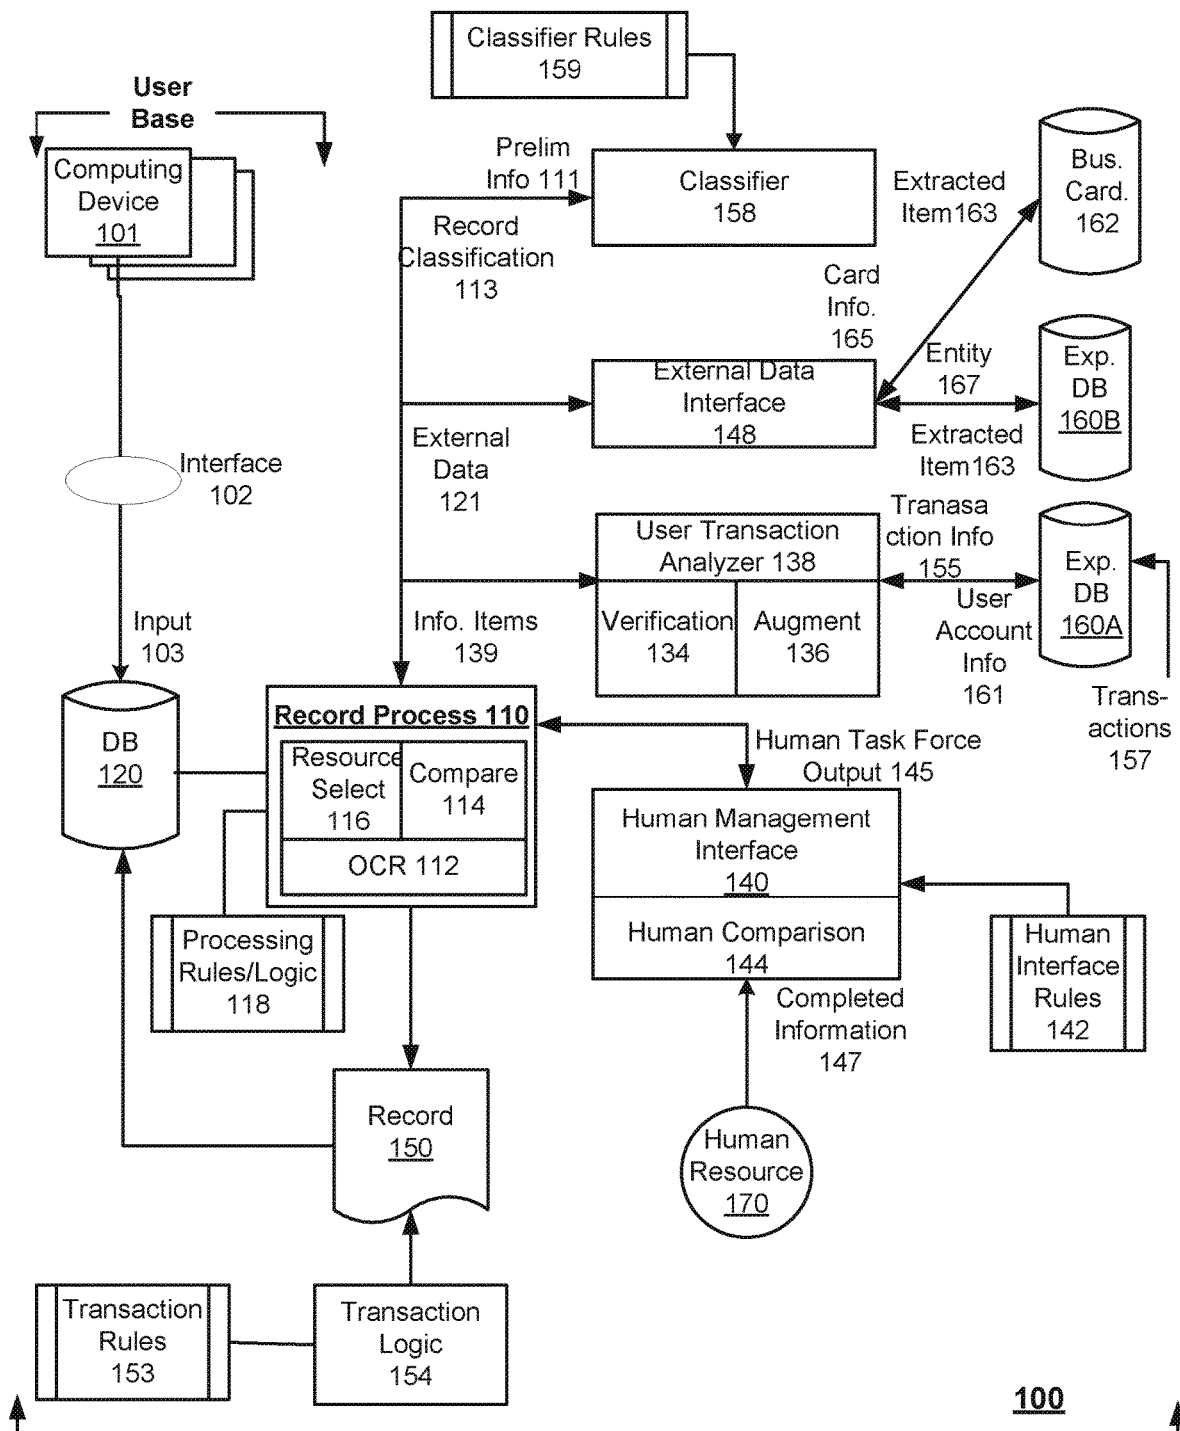 Classifier Rules
159
User
Base
Computing
Device
101
Prelim
Info 111
Classifier
158
Record
Classification
113
Extracted
Item163
Bus.
Card.
162
Card
Info.
165
External Data
Interface
148
Entity
167
Exp.
DB
160B
Extracted
Item163
Interface
102
External
Data
121
User Transaction
Analyzer 138
Verification
134
Augment
136
Tranasa
ction Info
155
User
Account
Info
161
Exp.
DB
160A
Trans-
actions
157
Input
103
Info. Items
139
DB
120
Record Process 110
Resource
Select
116
Compare
114
OCR 112
Human Task Force
Output 145
Human Management
Interface
140
Human Comparison
144
Processing
Rules/Logic
118
Human
Interface
Rules
142
Completed
Information
147
Record
150
Human
Resource
170
Transaction
Rules
153
Transaction
Logic
154
100